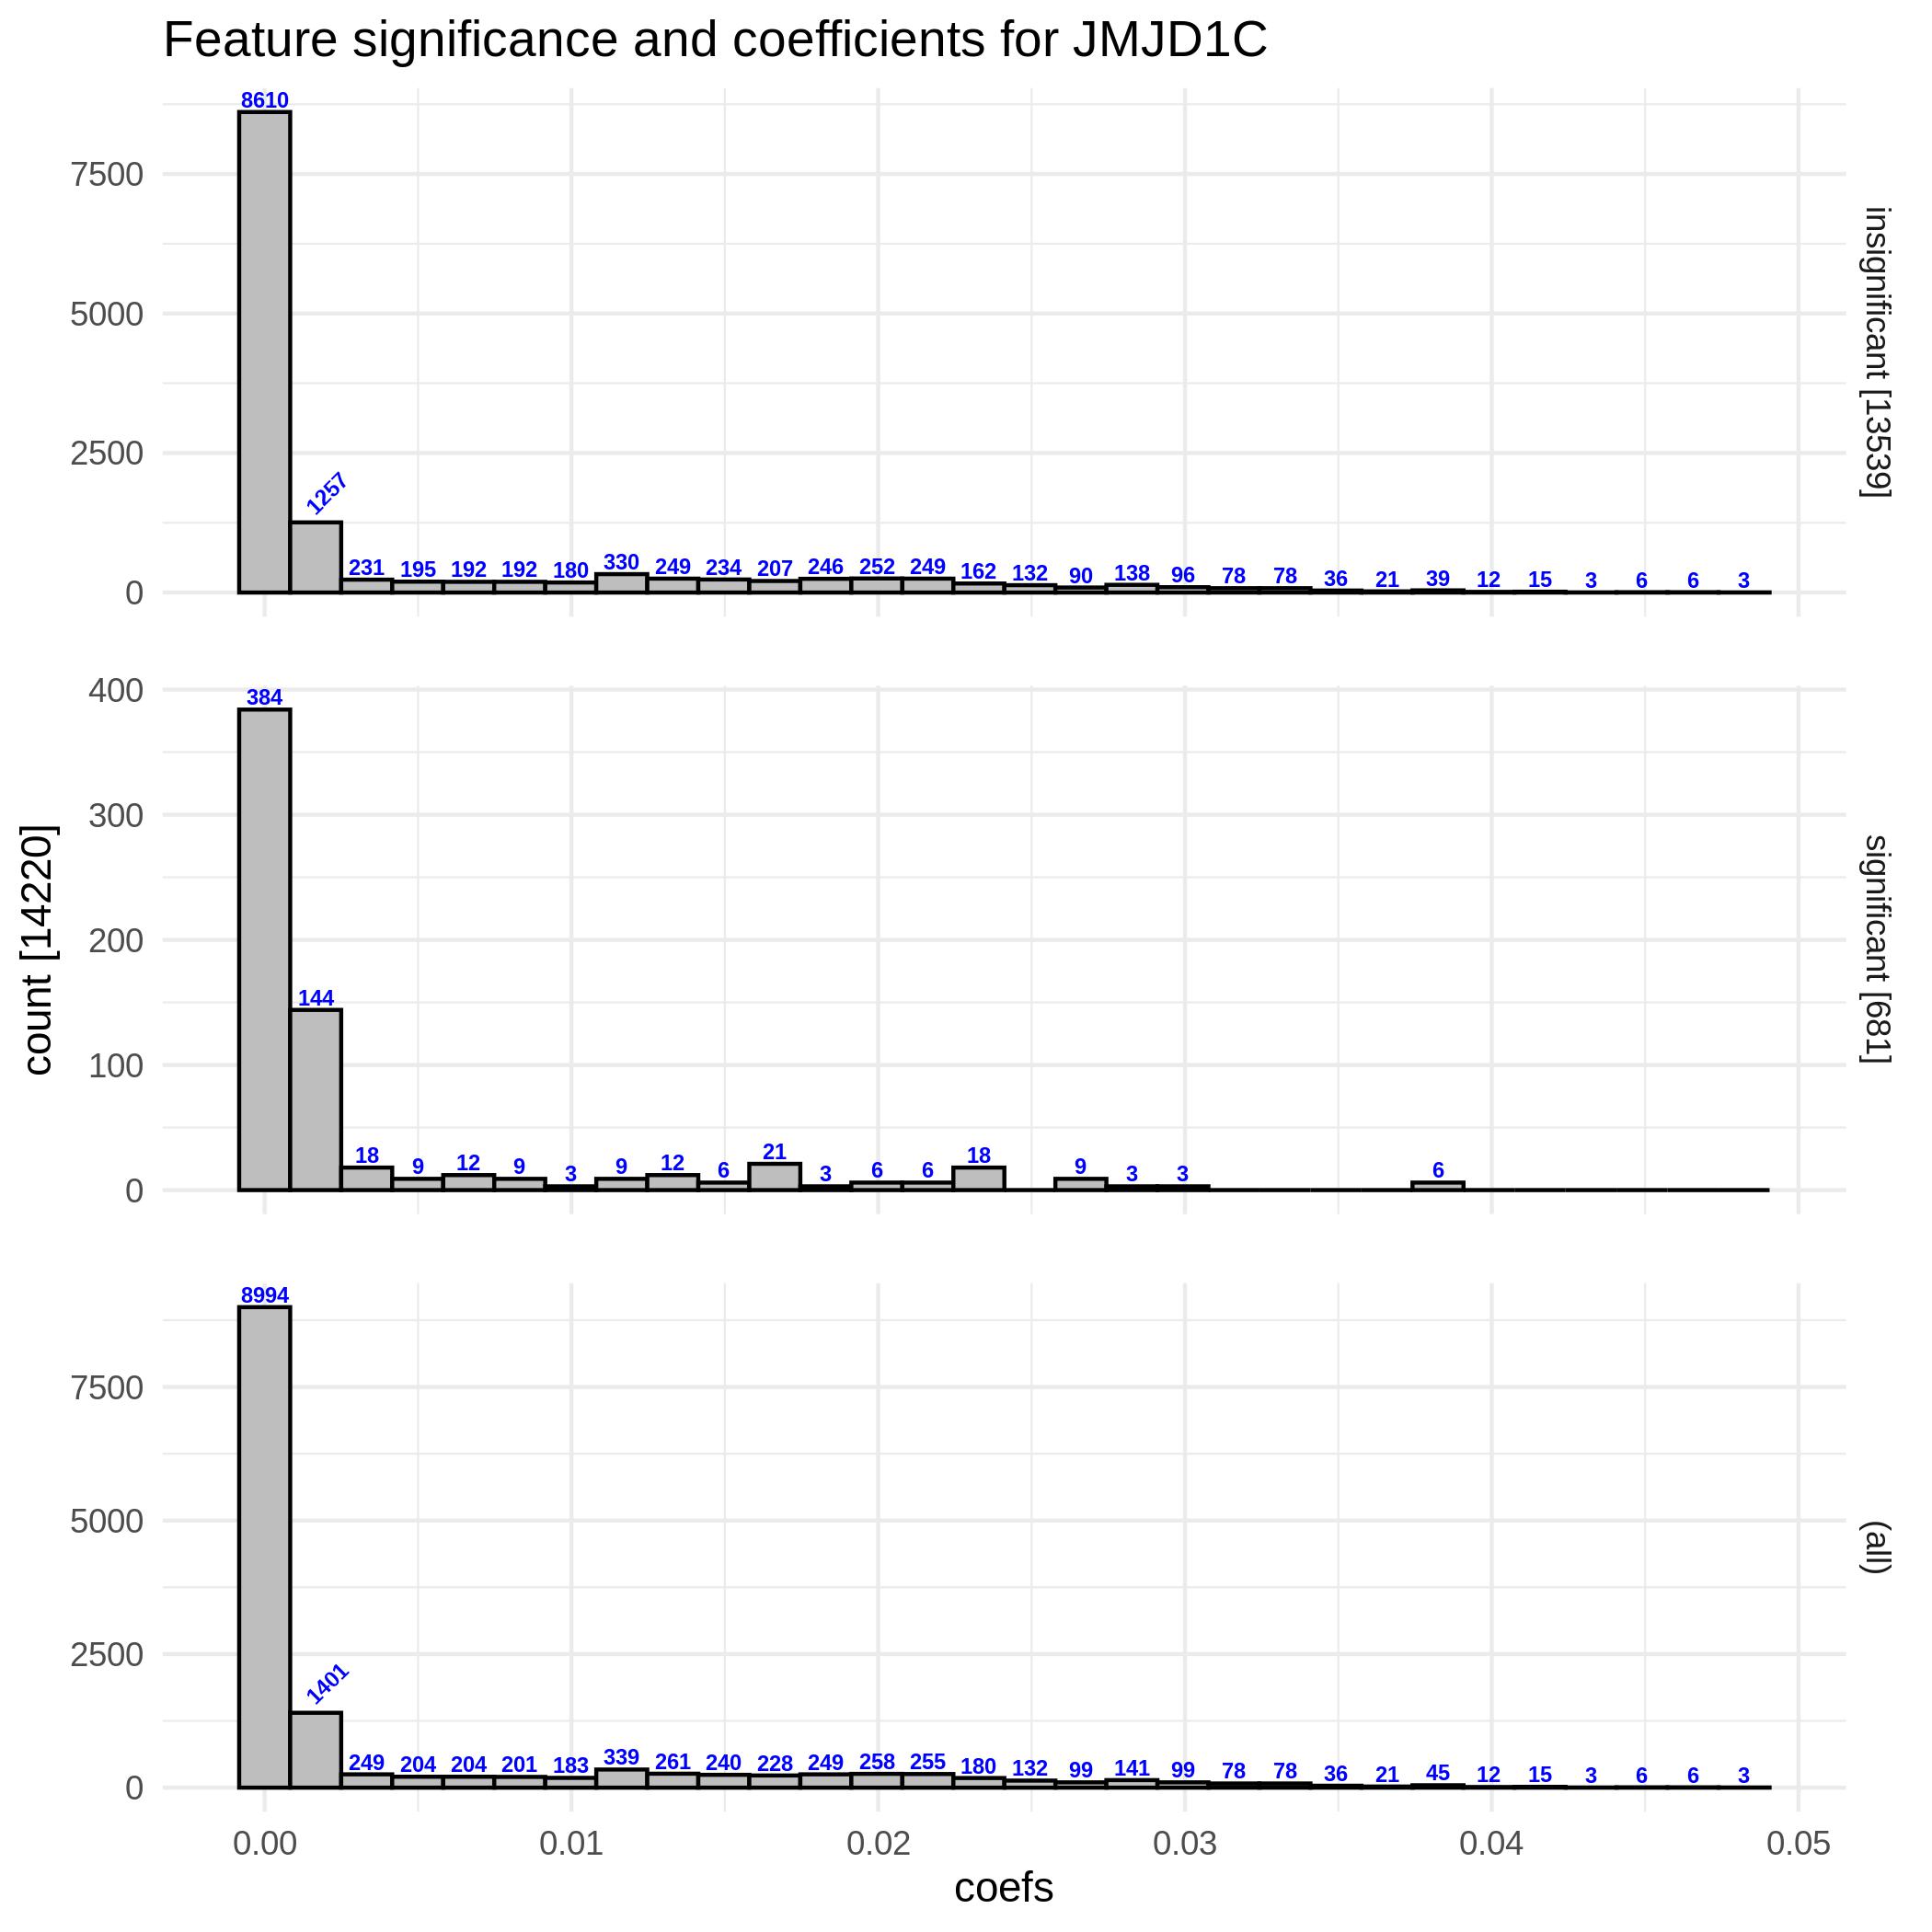 Feature significance and coefficients for JMJD1C
count [14220]
insignificant [13539]
7500
5000
2500
0
8610 1257 231 195 192 192 180 330 249 234 207 246 252 249 162 132 90 138 96 78 78 36 21 39 12 15 3 6 6 3
significant [681]
400
300
200
100
0
384 144 18 9 12 9 3 9 12 6 21 3 6 6 18 9 3 3 6
(all)
7500
5000
2500
0
8994 1401 249 204 204 201 183 339 261 240 228 249 258 255 180 132 99 141 99 78 78 36 21 45 12 15 3 6 6 3
0.00 0.01 0.02 0.03 0.04 0.05
coefs